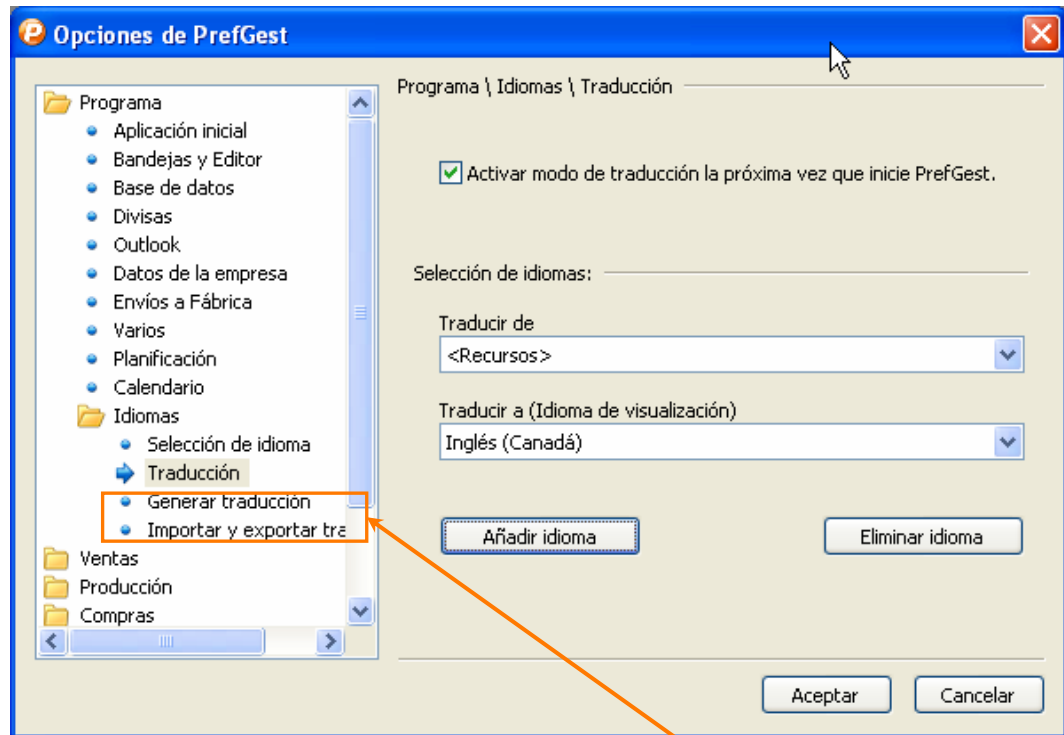 Opciones de PrefGest
Programa
Aplicación inicial
Bandejas y Editor
Base de datos
Divisas
Outlook
Datos de la empresa
Envíos a Fábrica
Varios
Planificación
Calendario
Idiomas
Selección de idioma
Traducción
Generar traducción
Importar y exportar tra
Ventas
Producción
Compras
Programa \ Idiomas \ Traducción
Activar modo de traducción la próxima vez que inicie PrefGest.
Selección de idiomas:
Traducir de
<Recursos>
Traducir a (Idioma de visualización)
Inglés (Canadá)
Añadir idioma
Eliminar idioma
Aceptar
Cancelar